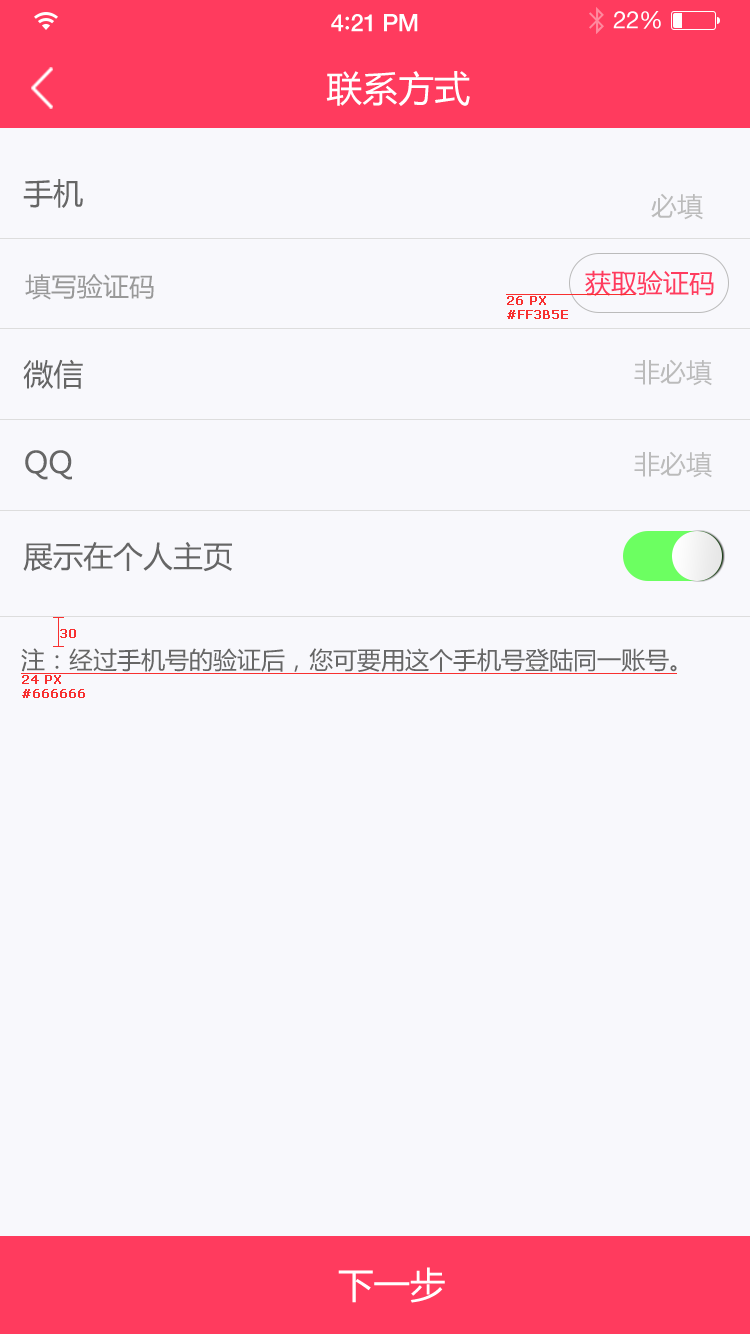 4:21 PM
22%
联系方式
手机
必填
填写验证码
获取验证码
26 PX
#FF3B5E
微信
非必填
QQ
非必填
展示在个人主页
30
注：经过手机号的验证后，您可要用这个手机号登陆同一账号。
24 PX
#666666
下一步